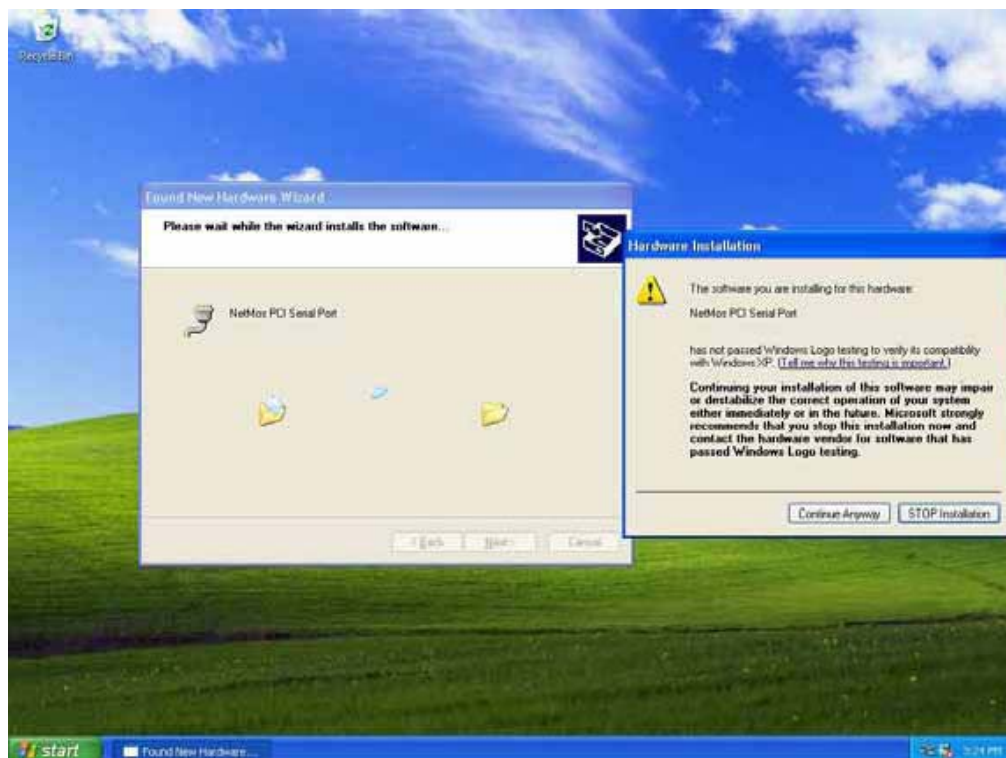 Recycle Bin
Found New Hardware Wizard
Please wait while the wizard installs the software...
NetMos PCI Serial Port
< Back
Next >
Cancel
Hardware Installation
The software you are installing for this hardware:
NetMos PCI Serial Port
has not passed Windows Logo testing to verify its compatibility
with Windows XP. (Tell me why this testing is important.)
Continuing your installation of this software may impair
or destabilize the correct operation of your system
either immediately or in the future. Microsoft strongly
recommends that you stop this installation now and
contact the hardware vendor for software that has
passed Windows Logo testing.
Continue Anyway
STOP Installation
start
Found New Hardware...
5:24 PM